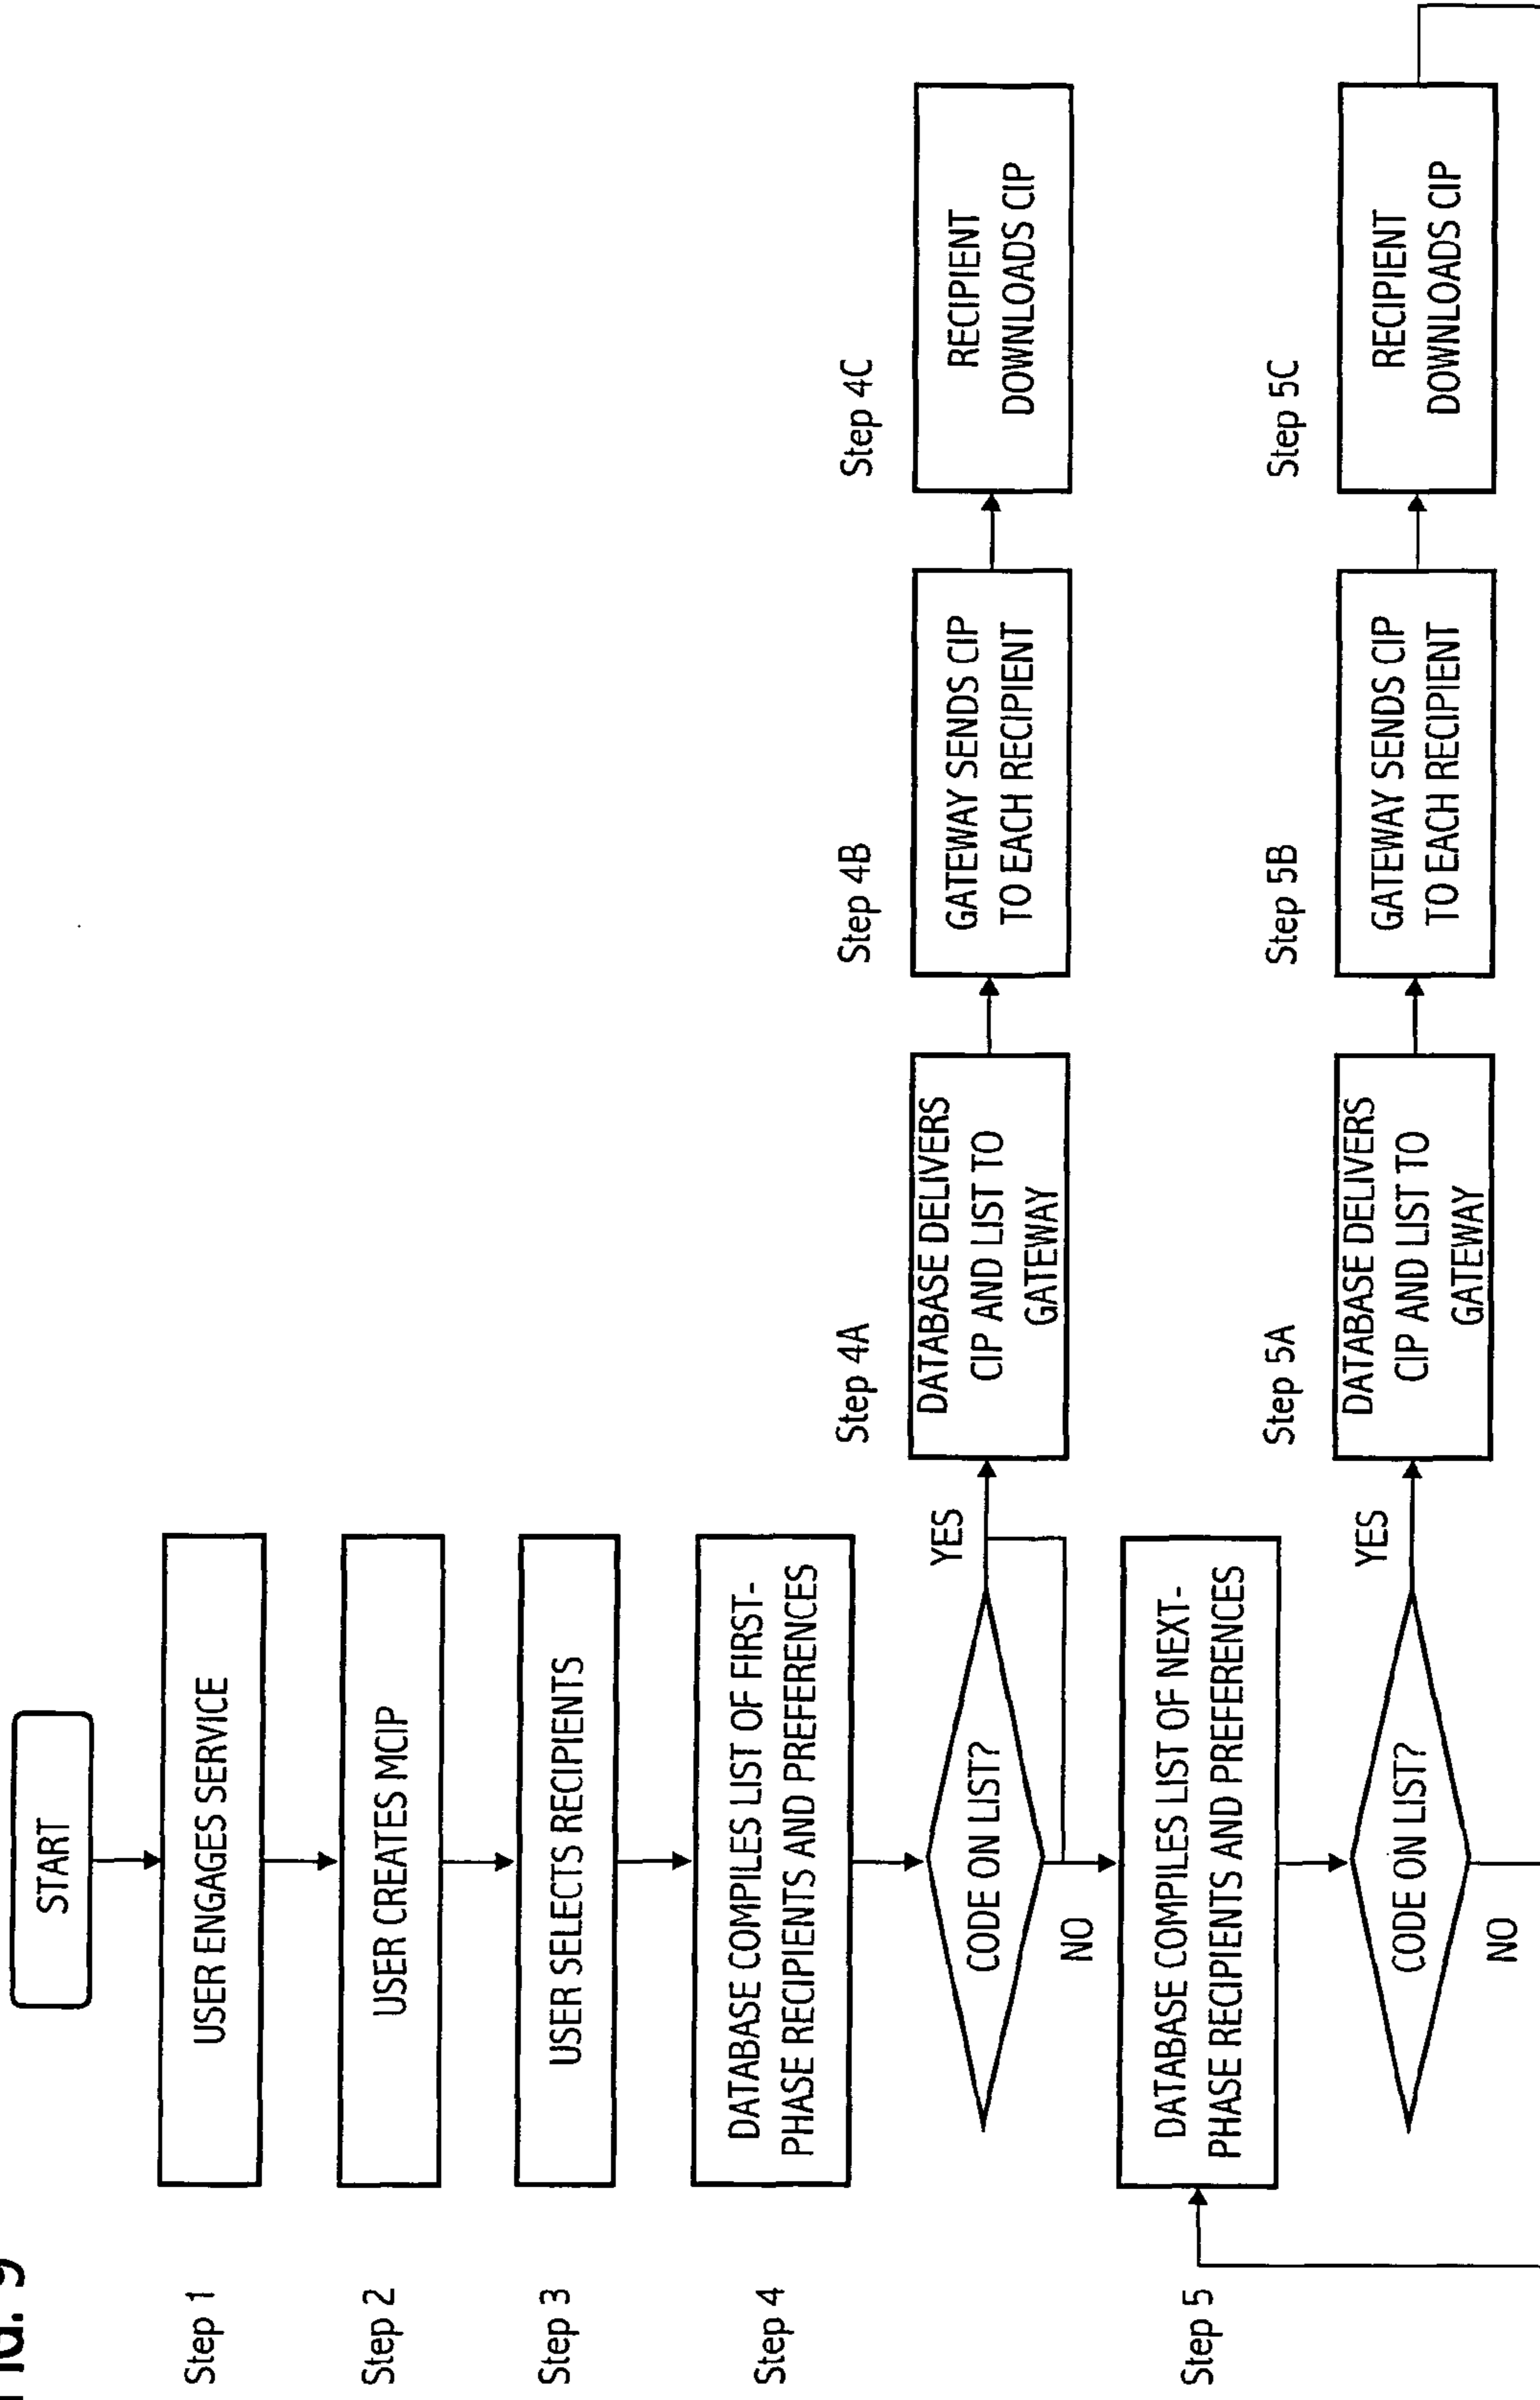 FIG. 9
START
Step 1
USER ENGAGES SERVICE
Step 2
USER CREATES MCIP
Step 3
USER SELECTS RECIPIENTS
Step 4
DATABASE COMPILES LIST OF FIRST-
PHASE RECIPIENTS AND PREFERENCES
CODE ON LIST?
YES
NO
Step 4A
DATABASE DELIVERS
CIP AND LIST TO
GATEWAY
Step 4B
GATEWAY SENDS CIP
TO EACH RECIPIENT
Step 4C
RECIPIENT
DOWNLOADS CIP
Step 5
DATABASE COMPILES LIST OF NEXT-
PHASE RECIPIENTS AND PREFERENCES
CODE ON LIST?
YES
NO
Step 5A
DATABASE DELIVERS
CIP AND LIST TO
GATEWAY
Step 5B
GATEWAY SENDS CIP
TO EACH RECIPIENT
Step 5C
RECIPIENT
DOWNLOADS CIP